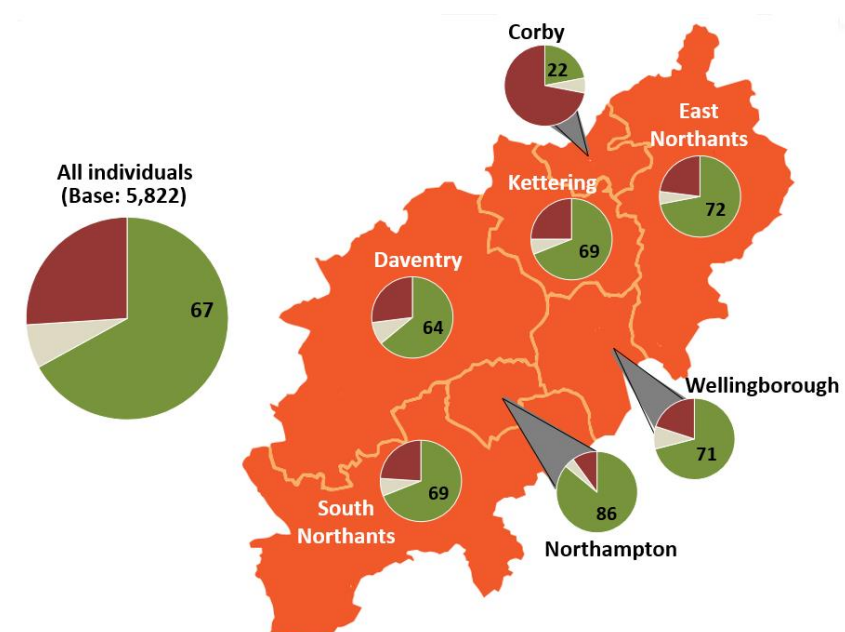 Corby
22
East
Northants
72
All individuals
(Base: 5,822)
67
Kettering
69
Daventry
64
Wellingborough
71
South
Northants
69
Northampton
86